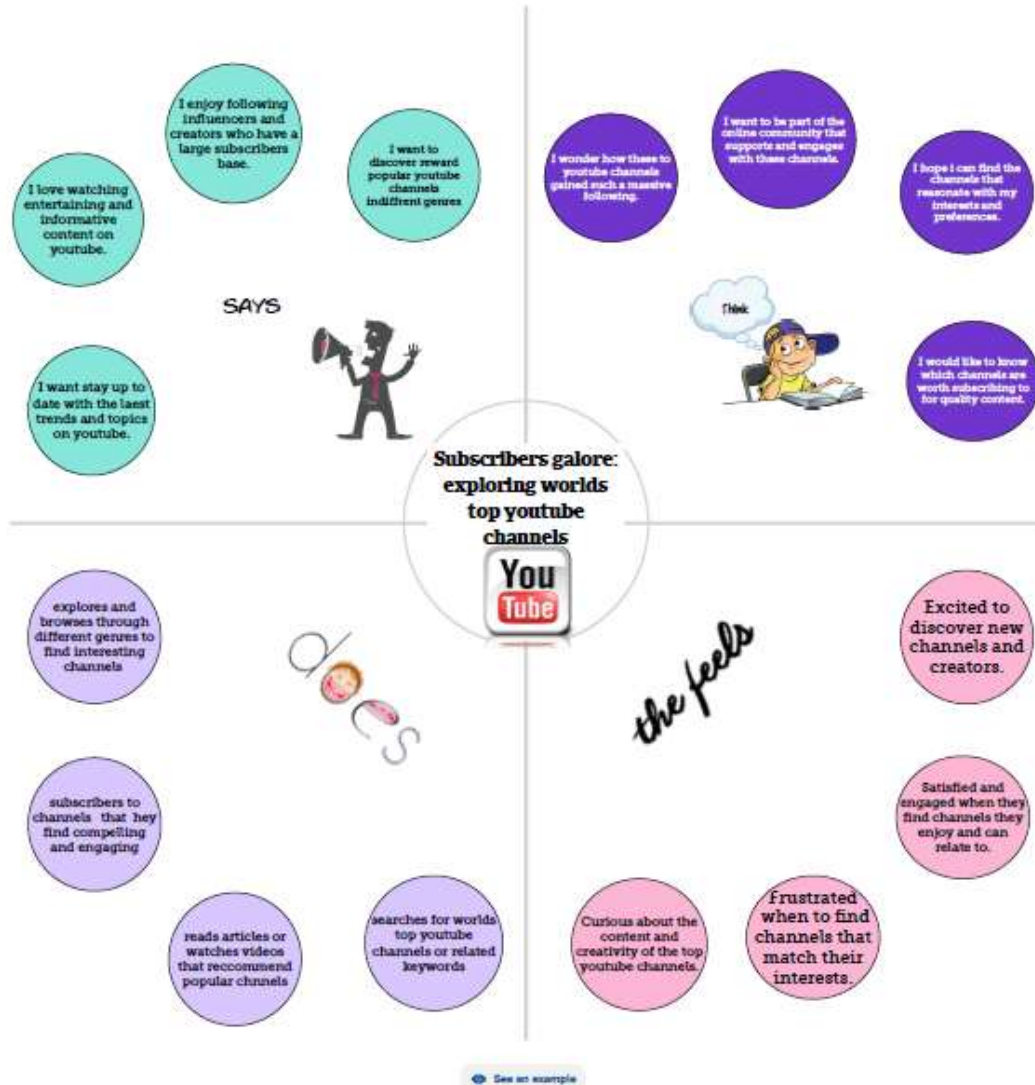 I enjoy following
influencers and
creators who have a
large subscribers
base.
I want to
discover reward
popular youtube
channels
indiffrent genres
I love watching
entertaining and
informative
content on
youtube.
SAYS
I want stay up to
date with the laest
trends and topics
on youtube.
I wonder how these to
youtube channels
gained such a massive
following.
I want to be part of the
online community that
supports and engages
with these channels.
I hope i can find the
channels that
reasonate with my
interests and
preferences.
Think
I would like to know
which channels are
worth subscribing to
for quality content.
Subscribers galore:
exploring worlds
top youtube
channels
You
Tube
explores and
browses through
different genres to
find interesting
channels
does
subscribers to
channels that hey
find compelling
and engaging
reads articles or
watches videos
that reccommend
popular chnnels
searches for worlds
top youtube
channels or related
keywords
the feels
Excited to
discover new
channels and
creators.
Satisfied and
engaged when they
find channels they
enjoy and can
relate to.
Curious about the
content and
creativity of the top
youtube channels.
Frustrated
when to find
channels that
match their
interests.
See an example